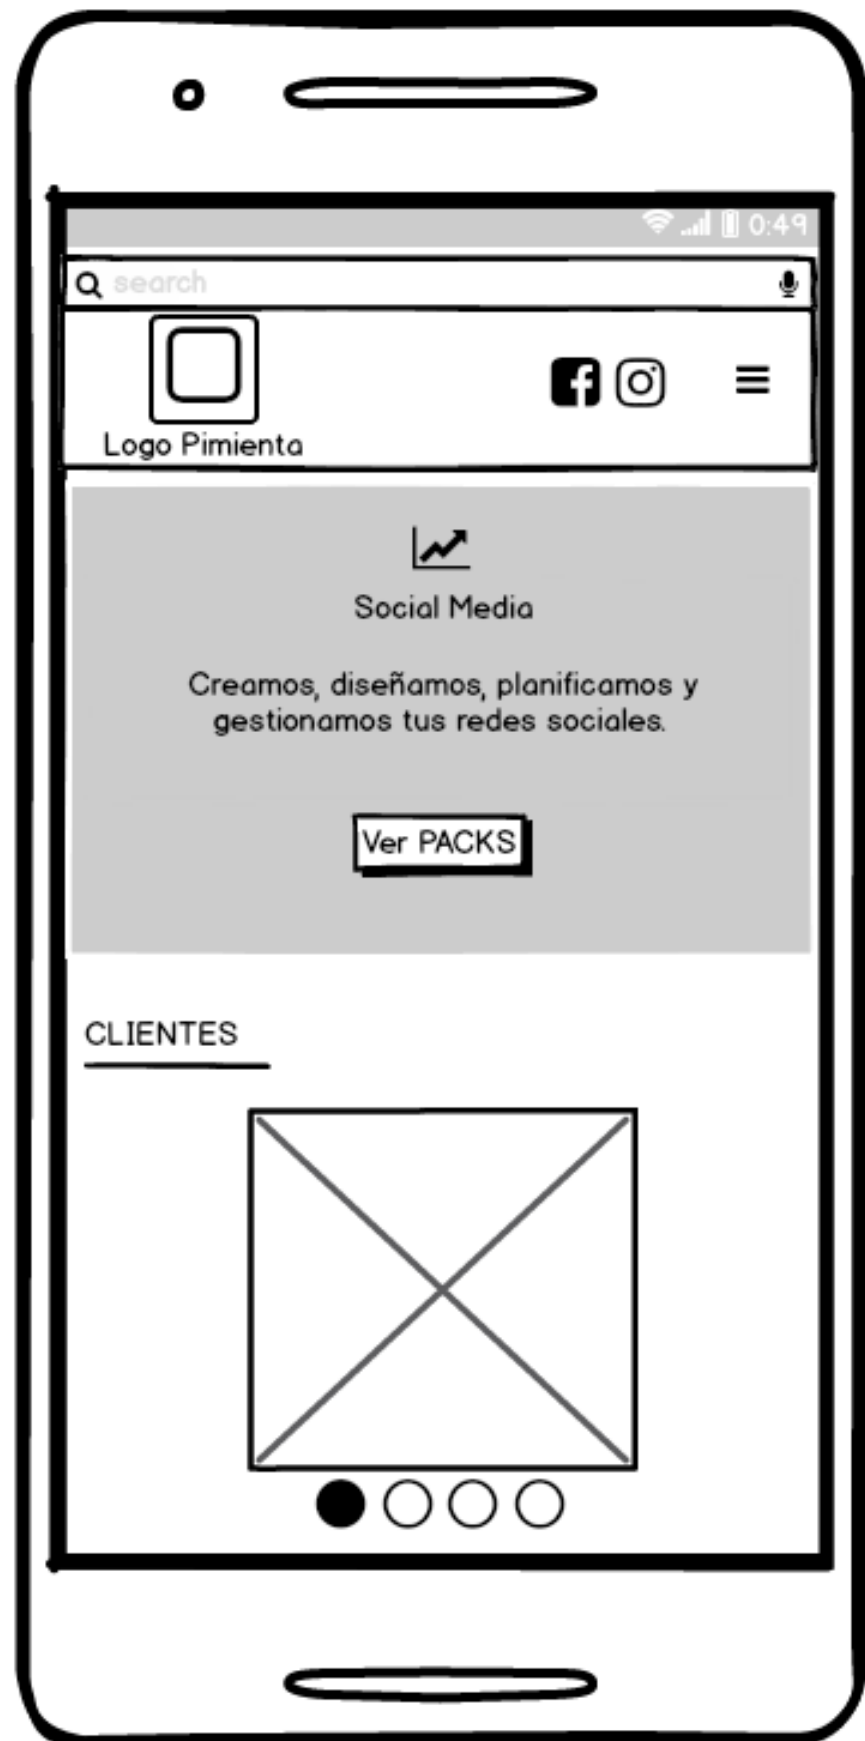 0:49
search
Logo Pimienta
Social Media
Creamos, diseñamos, planificamos y
gestionamos tus redes sociales.
Ver PACKS
CLIENTES